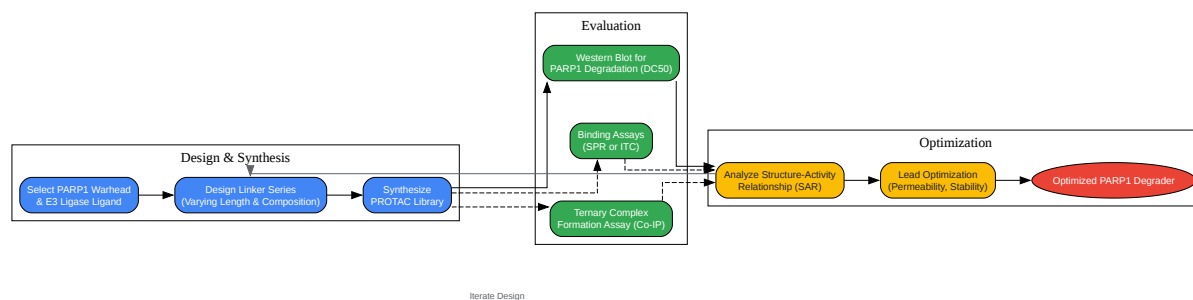 Design & Synthesis
Select PARP1 Warhead
& E3 Ligase Ligand
Design Linker Series
(Varying Length & Composition)
Synthesize
PROTAC Library
Evaluation
Western Blot for
PARP1 Degradation (DC50)
Binding Assays
(SPR or ITC)
Ternary Complex
Formation Assay (Co-IP)
Optimization
Analyze Structure-Activity
Relationship (SAR)
Lead Optimization
(Permeability, Stability)
Optimized PARP1 Degrader
Iterate Design